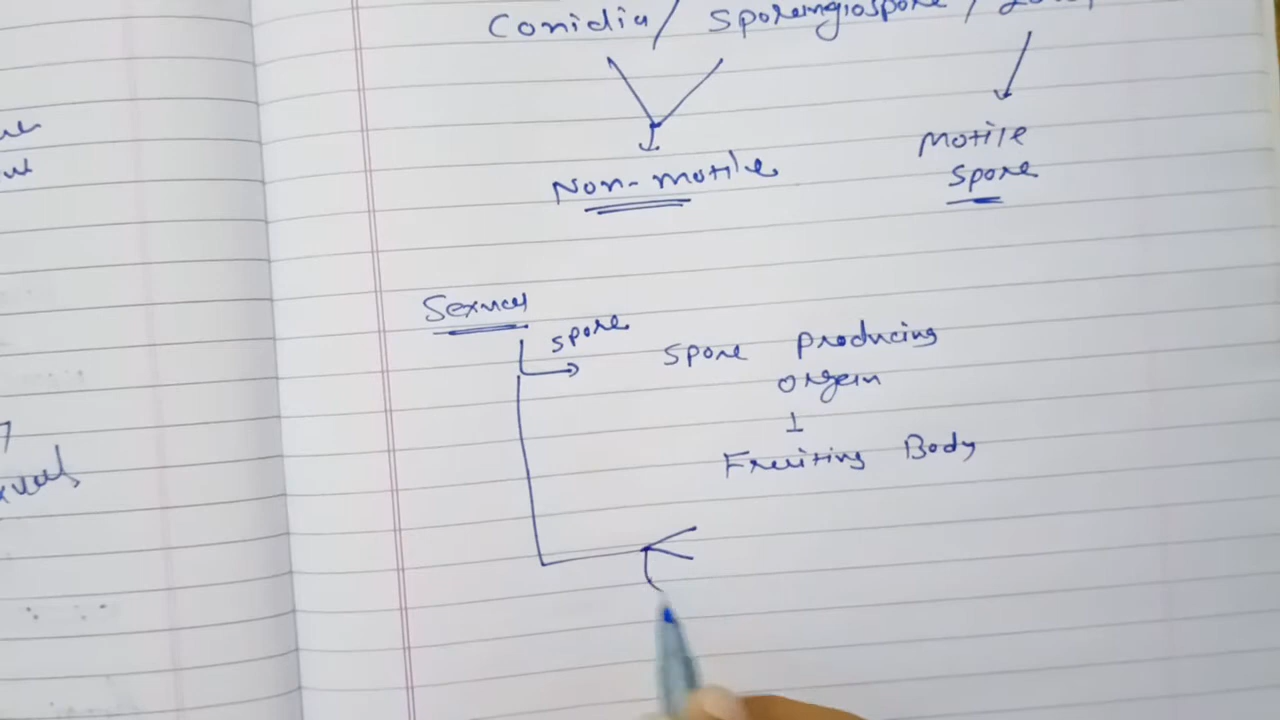 Conidia / Sporangiospore /
Non-motile
Motile
Spore
Sexual
spore
Spore Producing
Organ
Fruiting Body